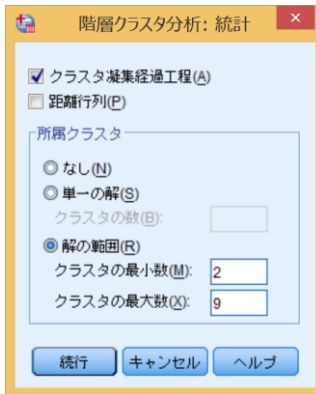 階層クラスタ分析: 統計
クラスタ凝集経過工程(A)
距離行列(P)
所属クラスタ
なし(N)
単一の解(S)
クラスタの数(B):
解の範囲(R)
クラスタの最小数(M): 2
クラスタの最大数(X): 9
続行 キャンセル ヘルプ